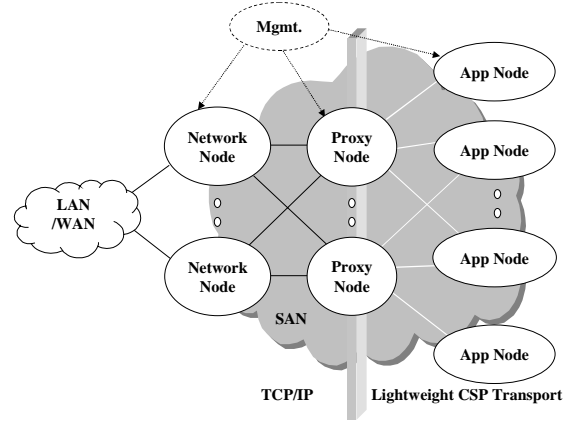 Mgmt.
App Node
Network
Node
Proxy
Node
App Node
LAN
/WAN
Network
Node
Proxy
Node
App Node
SAN
App Node
TCP/IP
Lightweight CSP Transport